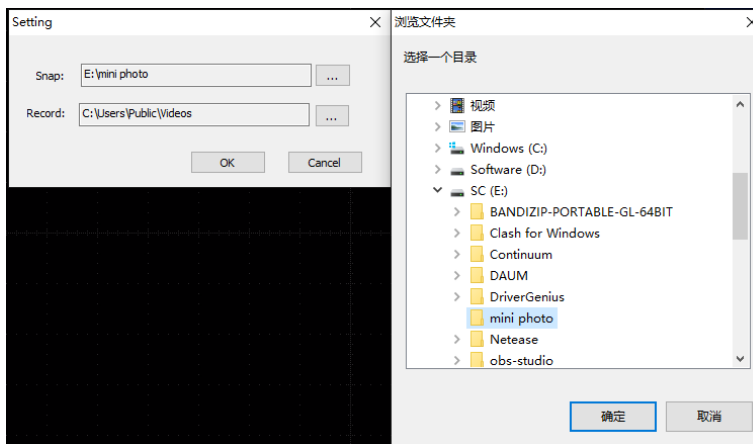 Setting
Snap:
E:\mini photo
...
Record:
C:\Users\Public\Videos
...
OK
Cancel
浏览文件夹
选择一个目录
视频
图片
Windows (C:)
Software (D:)
SC (E:)
BANDIZIP-PORTABLE-GL-64BIT
Clash for Windows
Continuum
DAUM
DriverGenius
mini photo
Netease
obs-studio
确定
取消